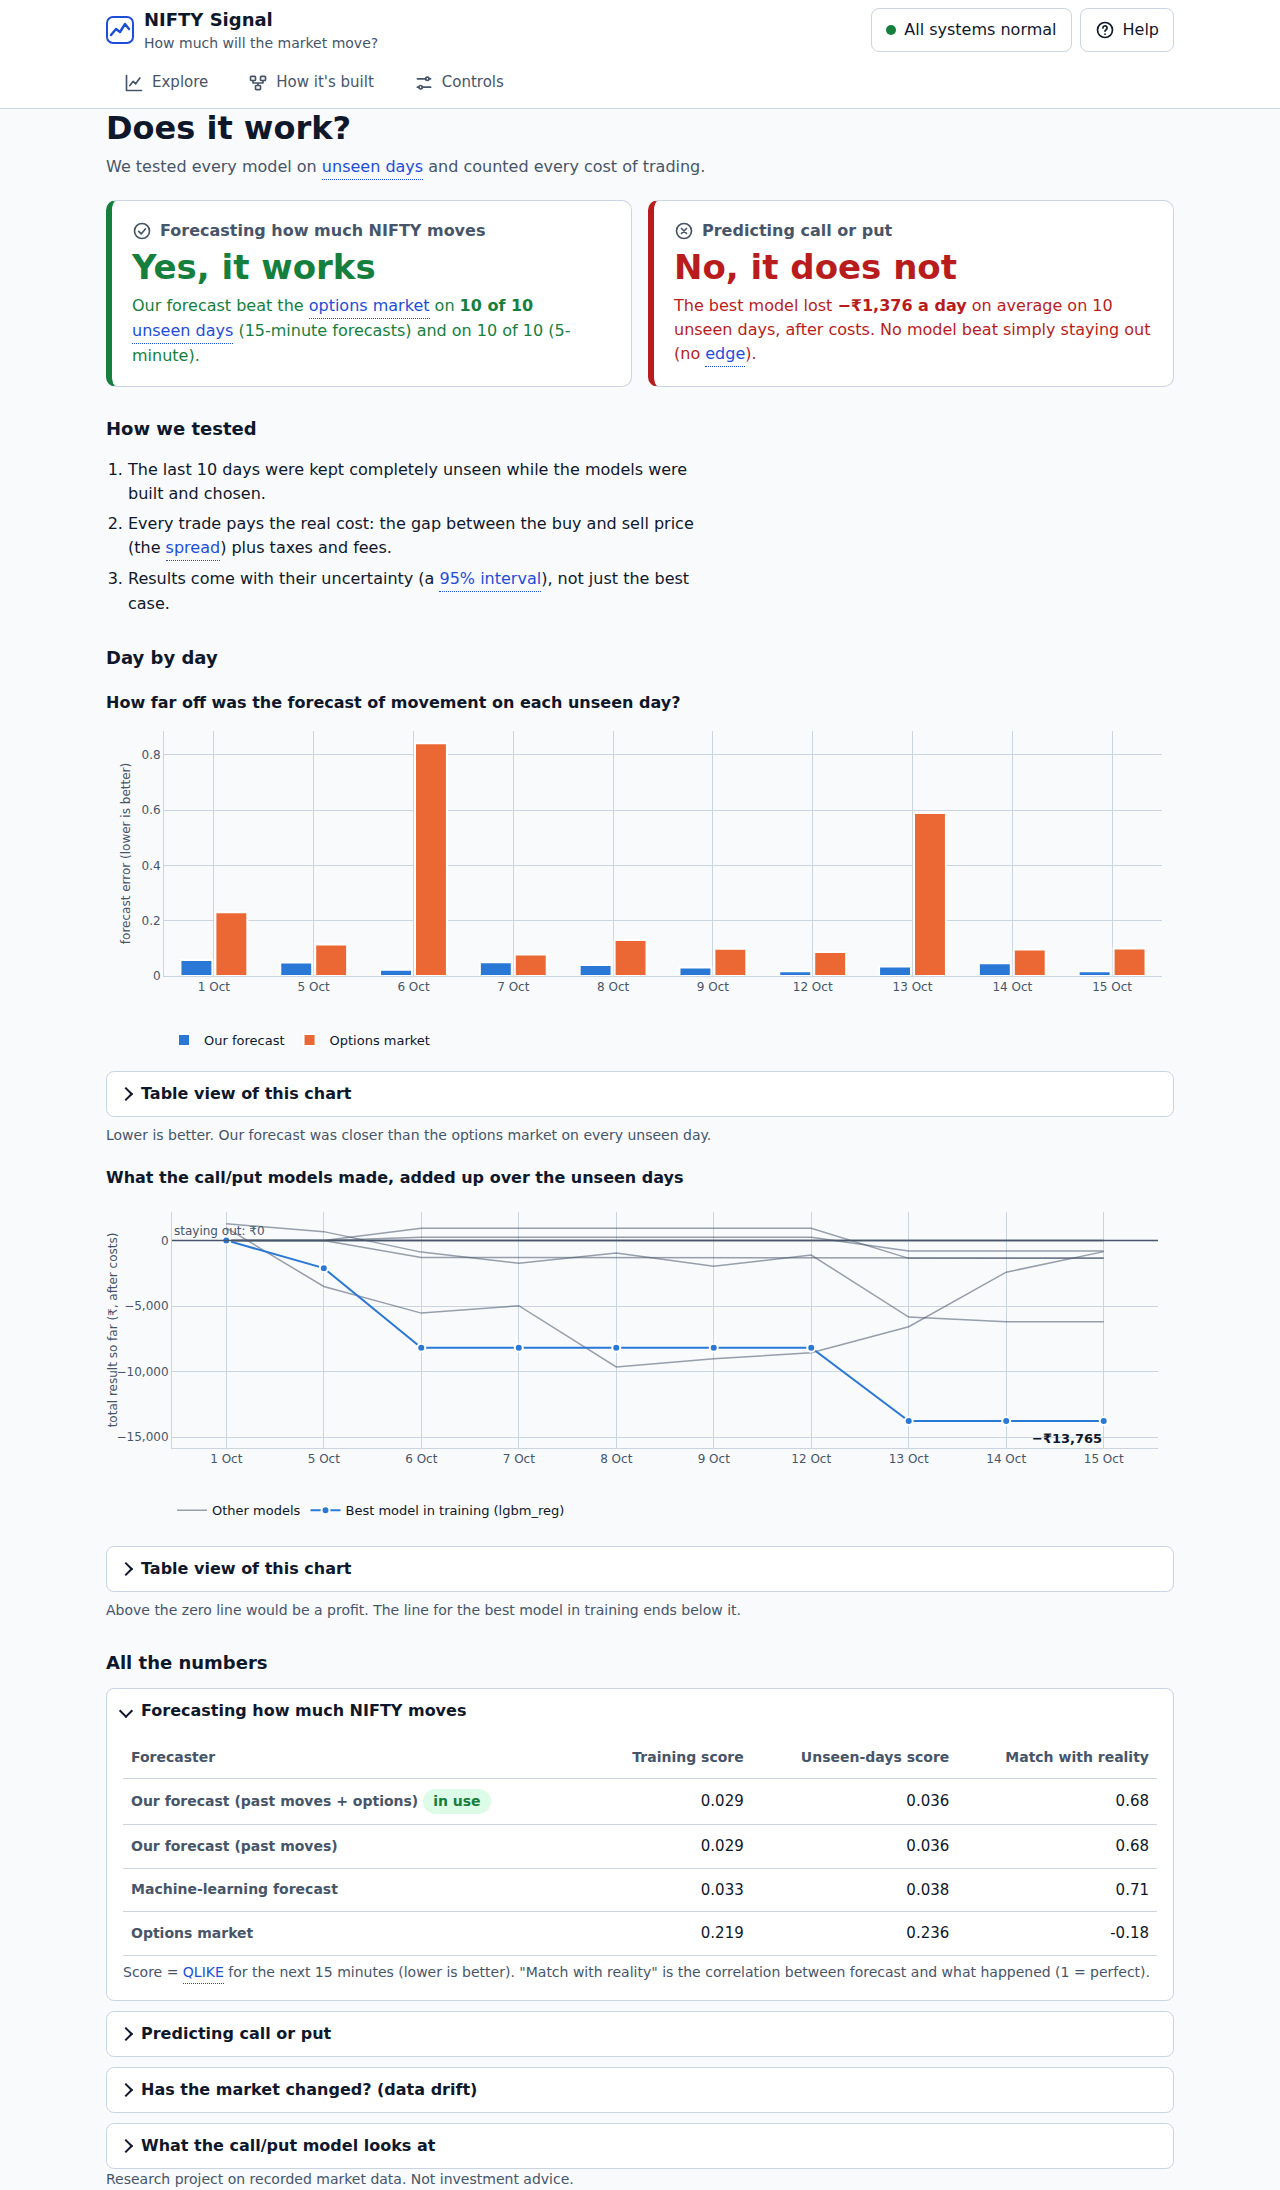 NIFTY Signal
How much will the market move?
All systems normal
Help
Explore
How it's built
Controls
Does it work?
We tested every model on unseen days and counted every cost of trading.
Forecasting how much NIFTY moves
Yes, it works
Our forecast beat the options market on 10 of 10
unseen days (15-minute forecasts) and on 10 of 10 (5-
minute).
Predicting call or put
No, it does not
The best model lost −₹1,376 a day on average on 10
unseen days, after costs. No model beat simply staying out
(no edge).
How we tested
1. The last 10 days were kept completely unseen while the models were
built and chosen.
2. Every trade pays the real cost: the gap between the buy and sell price
(the spread) plus taxes and fees.
3. Results come with their uncertainty (a 95% interval), not just the best
case.
Day by day
How far off was the forecast of movement on each unseen day?
forecast error (lower is better)
0.8
0.6
0.4
0.2
0
1 Oct 5 Oct 6 Oct 7 Oct 8 Oct 9 Oct 12 Oct 13 Oct 14 Oct 15 Oct
Our forecast Options market
Table view of this chart
Lower is better. Our forecast was closer than the options market on every unseen day.
What the call/put models made, added up over the unseen days
total result so far (₹, after costs)
staying out: ₹0
0
−5,000
−10,000
−15,000
−₹13,765
1 Oct 5 Oct 6 Oct 7 Oct 8 Oct 9 Oct 12 Oct 13 Oct 14 Oct 15 Oct
Other models Best model in training (lgbm_reg)
Table view of this chart
Above the zero line would be a profit. The line for the best model in training ends below it.
All the numbers
Forecasting how much NIFTY moves
Forecaster Training score Unseen-days score Match with reality
Our forecast (past moves + options) in use 0.029 0.036 0.68
Our forecast (past moves) 0.029 0.036 0.68
Machine-learning forecast 0.033 0.038 0.71
Options market 0.219 0.236 -0.18
Score = QLIKE for the next 15 minutes (lower is better). "Match with reality" is the correlation between forecast and what happened (1 = perfect).
Predicting call or put
Has the market changed? (data drift)
What the call/put model looks at
Research project on recorded market data. Not investment advice.